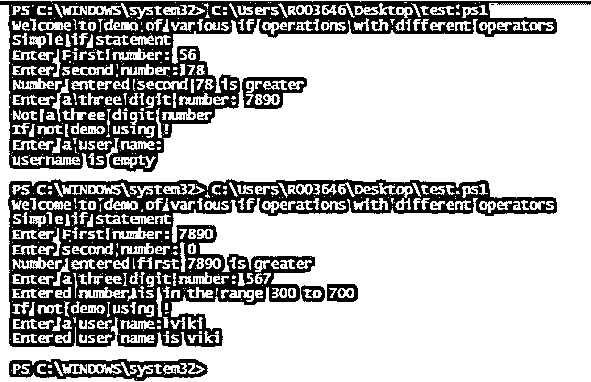 PS C:\WINDOWS\system32> C:\Users\R003646\Desktop\test.ps1
Welcome to demo of various if operations with different operators
Simple if statement
Enter First number: 56
Enter second number: 78
Number entered second 78 is greater
Enter a three digit number: 7890
Not a three digit number
If not demo using !
Enter a user name:
username is empty
PS C:\WINDOWS\system32> C:\Users\R003646\Desktop\test.ps1
Welcome to demo of various if operations with different operators
Simple if statement
Enter First number: 7890
Enter second number: 0
Number entered first 7890 is greater
Enter a three digit number: 567
Entered number is in the range 300 to 700
If not demo using !
Enter a user name: viki
Entered user name is viki
PS C:\WINDOWS\system32>